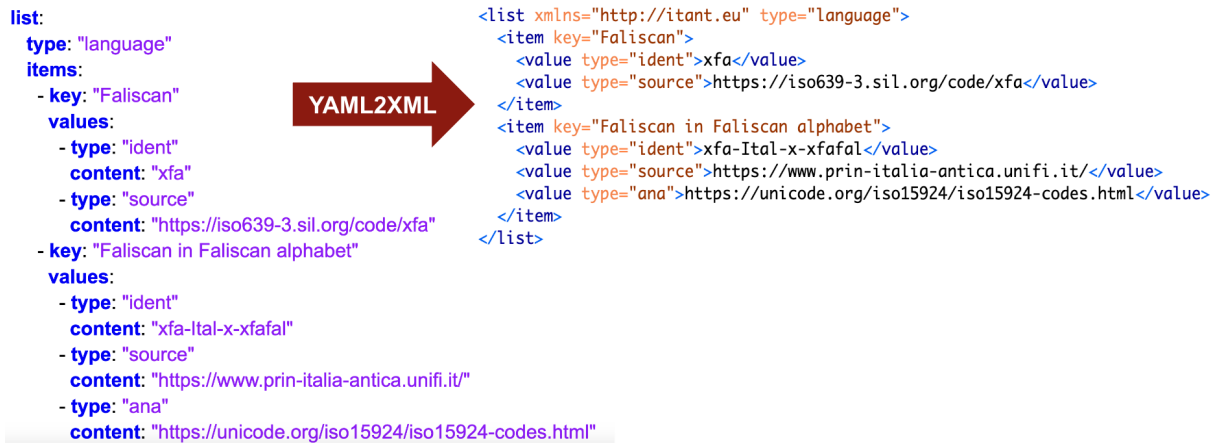 list:
type: "language"
items:
- key: "Faliscan"
values:
- type: "ident"
content: "xfa"
- type: "source"
content: "https://iso639-3.sil.org/code/xfa"
- key: "Faliscan in Faliscan alphabet"
values:
- type: "ident"
content: "xfa-Ital-x-xfafal"
- type: "source"
content: "https://www.prin-italia-antica.unifi.it/"
- type: "ana"
content: "https://unicode.org/iso15924/iso15924-codes.html"
YAML2XML
<list xmlns="http://itant.eu" type="language">
<item key="Faliscan">
<value type="ident">xfa</value>
<value type="source">https://iso639-3.sil.org/code/xfa</value>
</item>
<item key="Faliscan in Faliscan alphabet">
<value type="ident">xfa-Ital-x-xfafal</value>
<value type="source">https://www.prin-italia-antica.unifi.it/</value>
<value type="ana">https://unicode.org/iso15924/iso15924-codes.html</value>
</item>
</list>